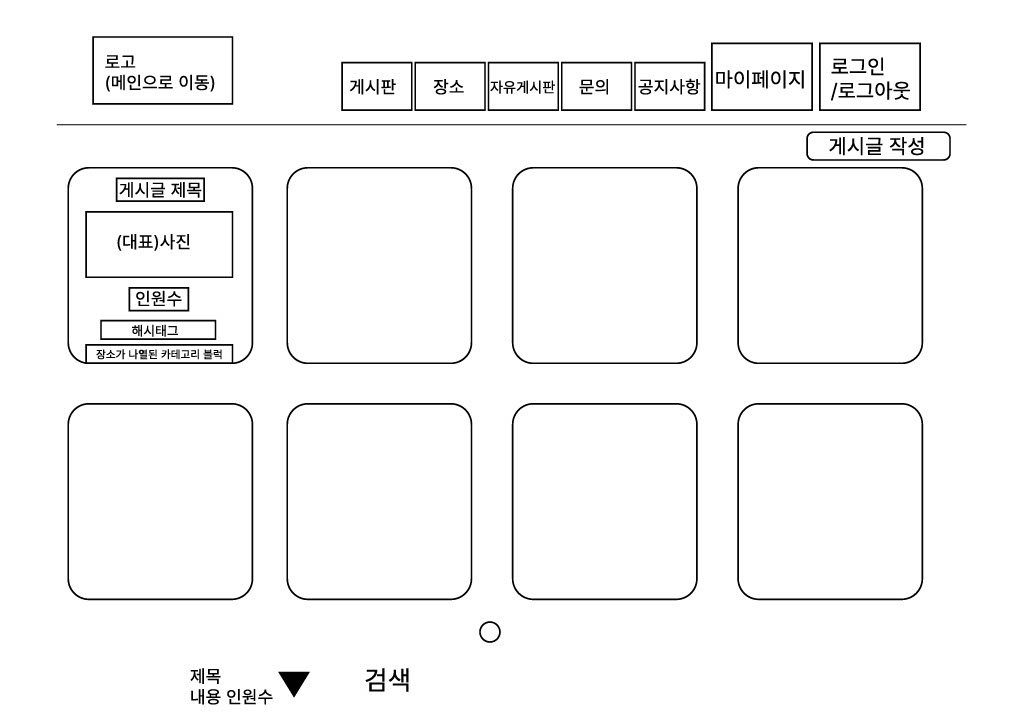 로고
(메인으로 이동)
게시판
장소
자유게시판
문의
공지사항
마이페이지
로그인
/로그아웃
게시글 작성
게시글 제목
(대표)사진
인원수
해시태그
장소가 나열된 카테고리 블럭
제목
내용 인원수
검색